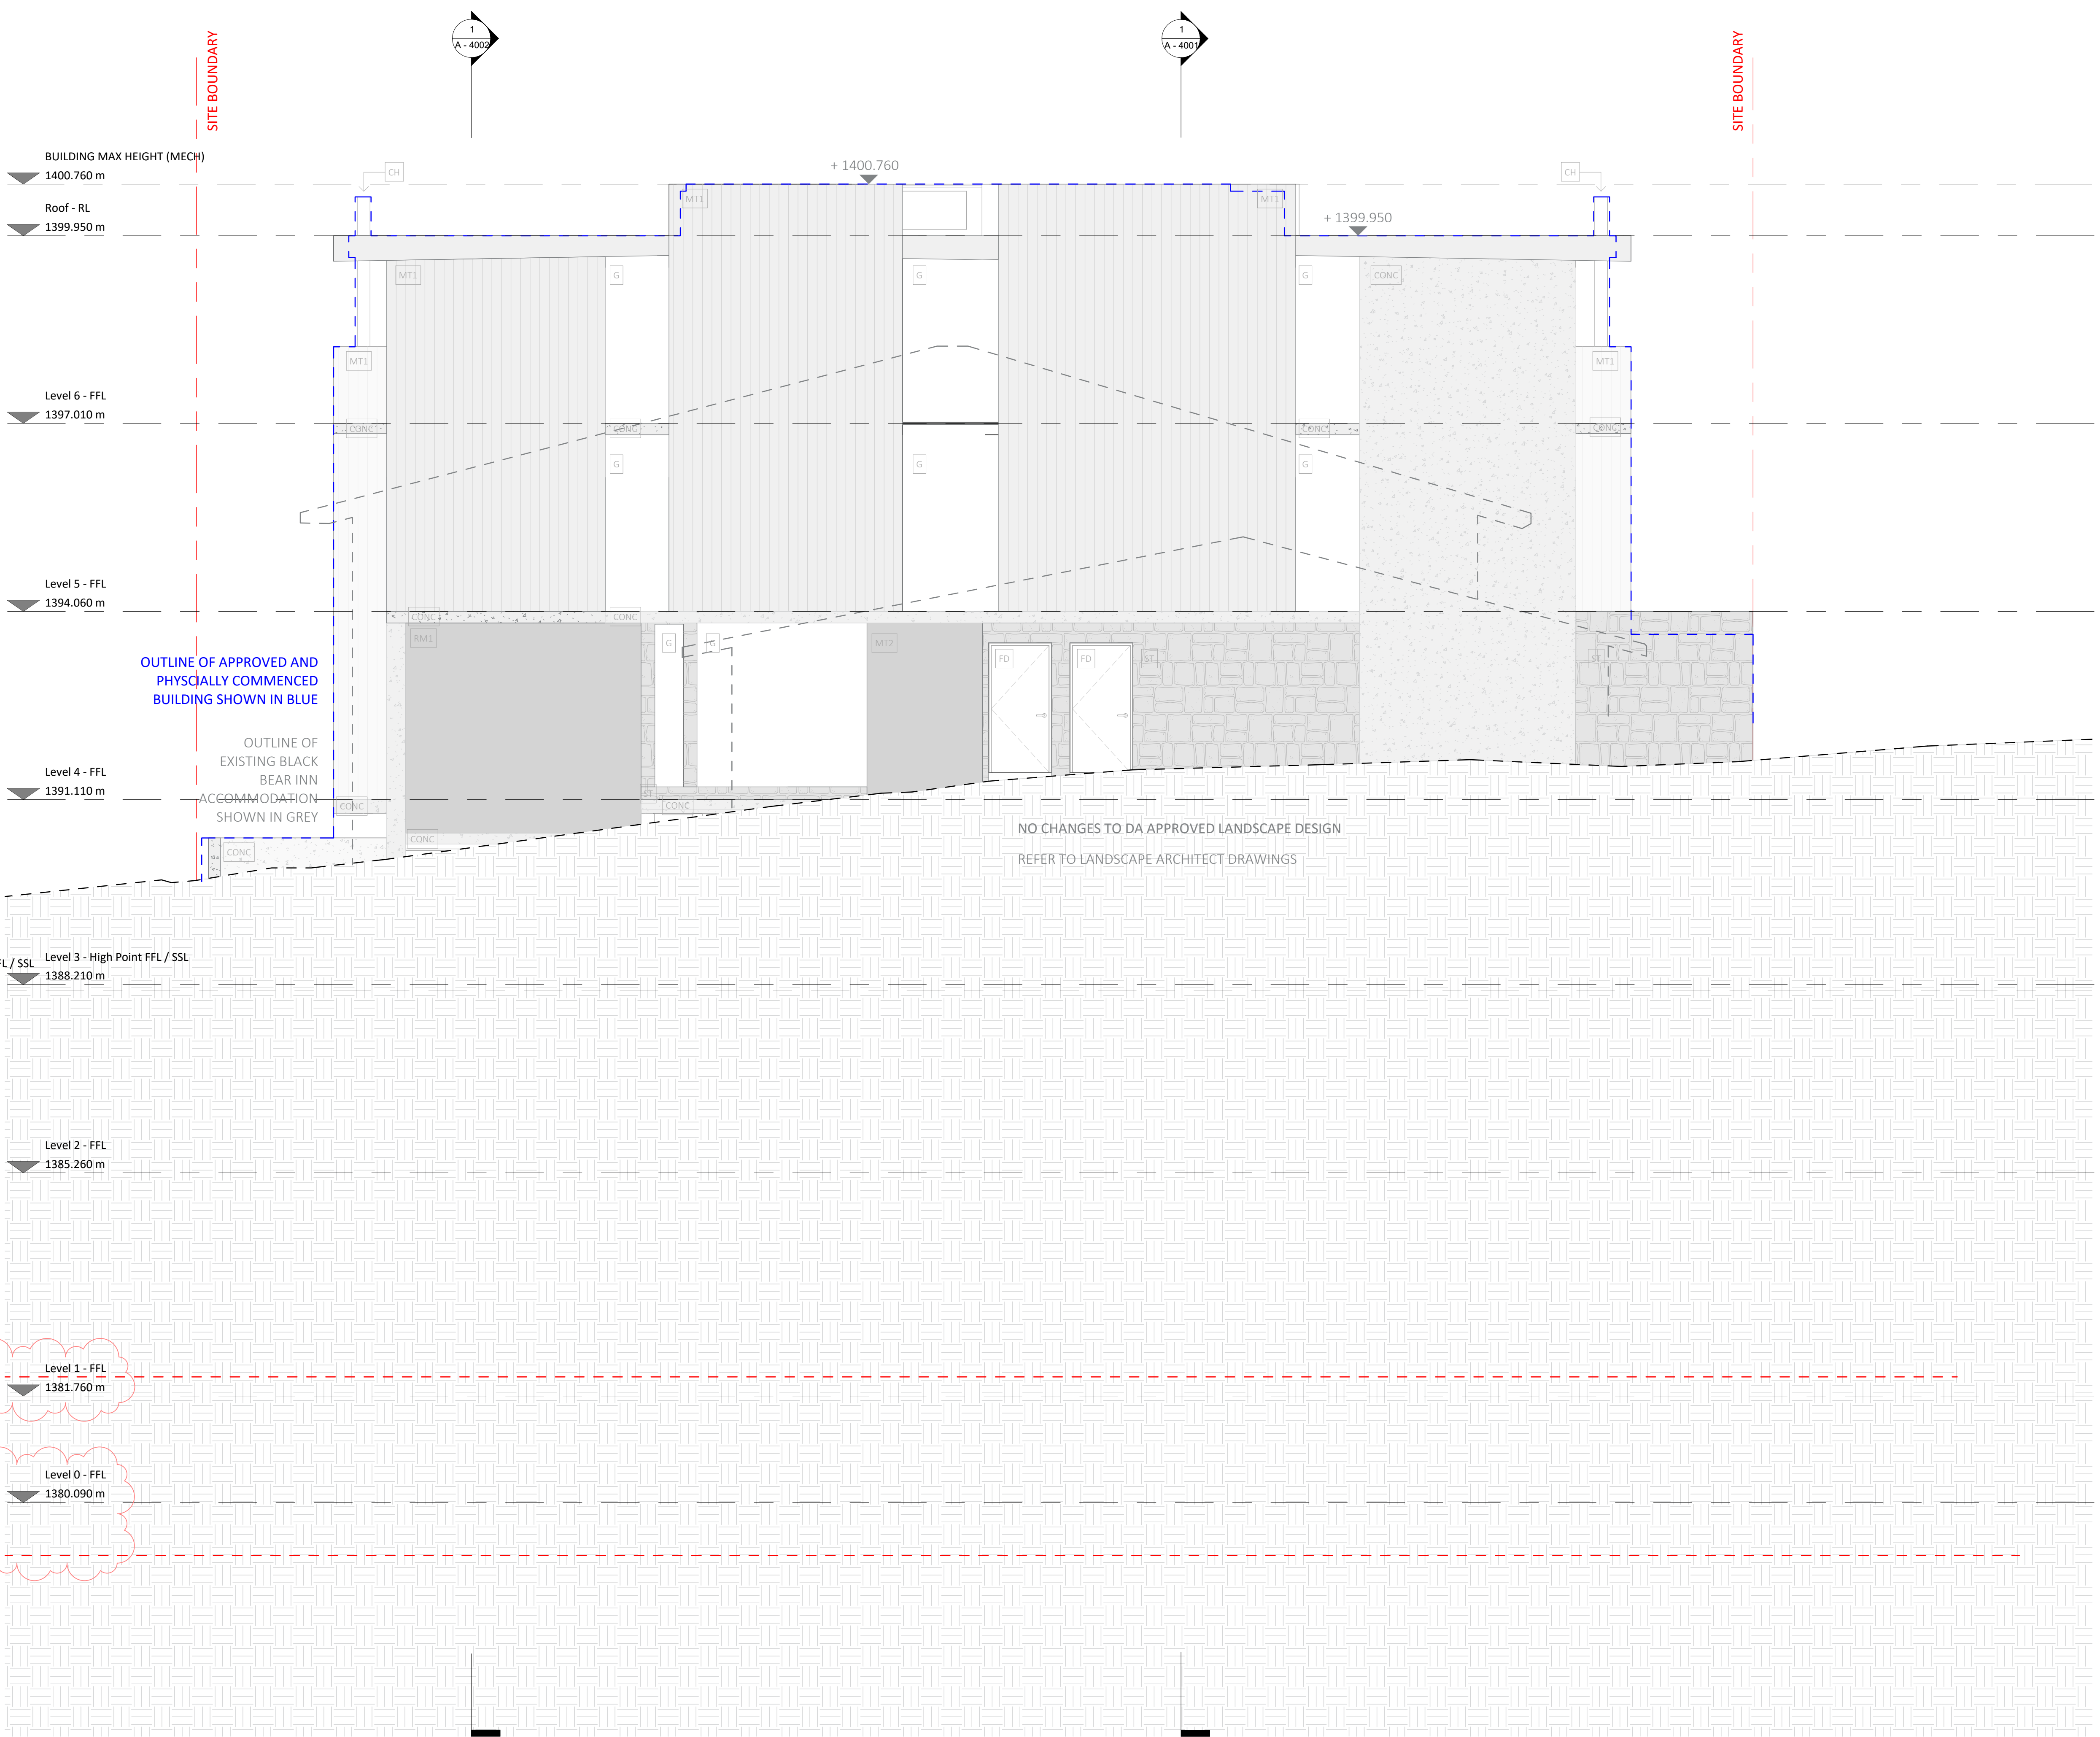 1
A - 4002
1
A - 4001
SITE BOUNDARY
SITE BOUNDARY
BUILDING MAX HEIGHT (MECH)
1400.760 m
+ 1400.760
CH
CH
MT1
MT1
Roof - RL
1399.950 m
+ 1399.950
MT1
G
G
G
CONC
MT1
MT1
Level 6 - FFL
1397.010 m
CONC
CONC
CONC
CONC
G
G
G
Level 5 - FFL
1394.060 m
CONC
CONC
RM1
G
G
MT2
FD
FD
ST
ST
OUTLINE OF APPROVED AND
PHYSCIALLY COMMENCED
BUILDING SHOWN IN BLUE
OUTLINE OF
EXISTING BLACK
BEAR INN
ACCOMMODATION
SHOWN IN GREY
Level 4 - FFL
1391.110 m
CONC
ST
CONC
CONC
CONC
NO CHANGES TO DA APPROVED LANDSCAPE DESIGN
REFER TO LANDSCAPE ARCHITECT DRAWINGS
FL / SSL
Level 3 - High Point FFL / SSL
1388.210 m
Level 2 - FFL
1385.260 m
Level 1 - FFL
1381.760 m
Level 0 - FFL
1380.090 m